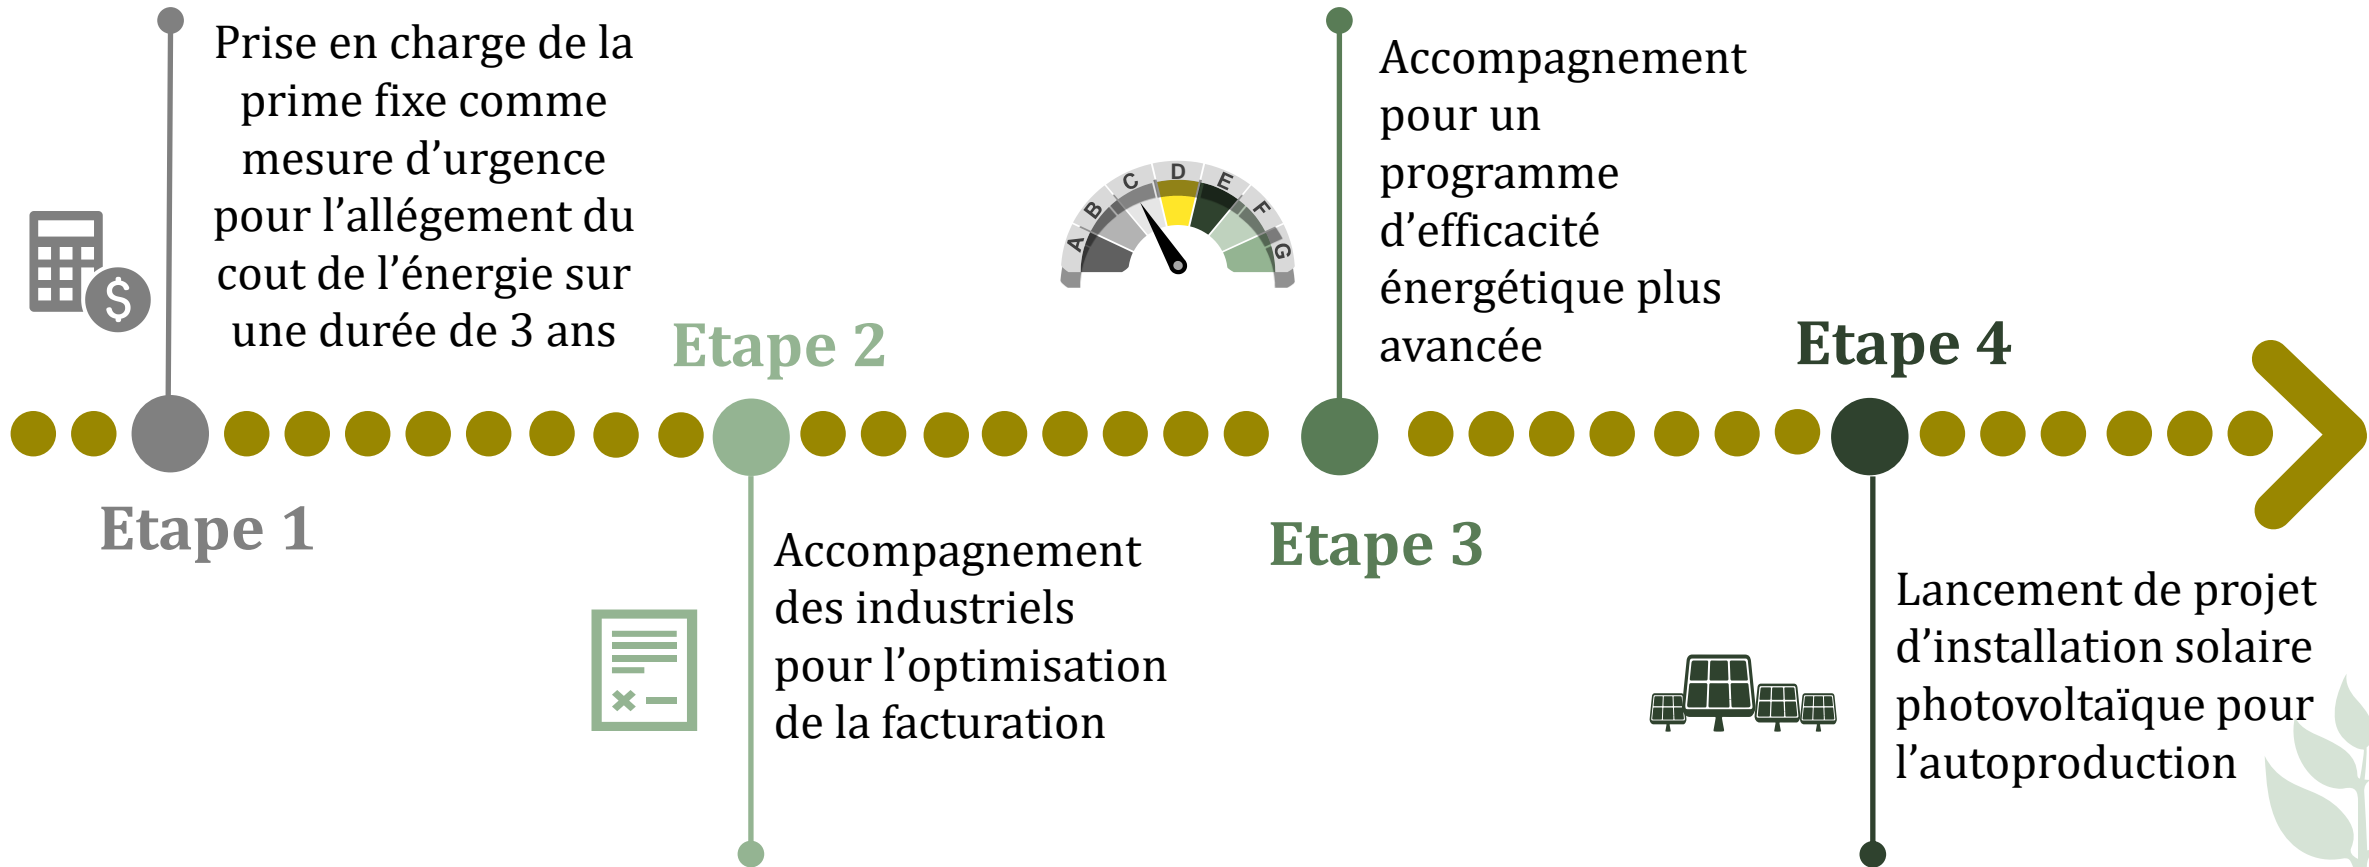 Prise en charge de la
prime fixe comme
mesure d’urgence
pour l’allégement du
cout de l’énergie sur
une durée de 3 ans
$
Etape 1
Etape 2
Accompagnement
des industriels
pour l’optimisation
de la facturation
A B C D E F G
Accompagnement
pour un
programme
d’efficacité
énergétique plus
avancée
Etape 3
Etape 4
Lancement de projet
d’installation solaire
photovoltaïque pour
l’autoproduction